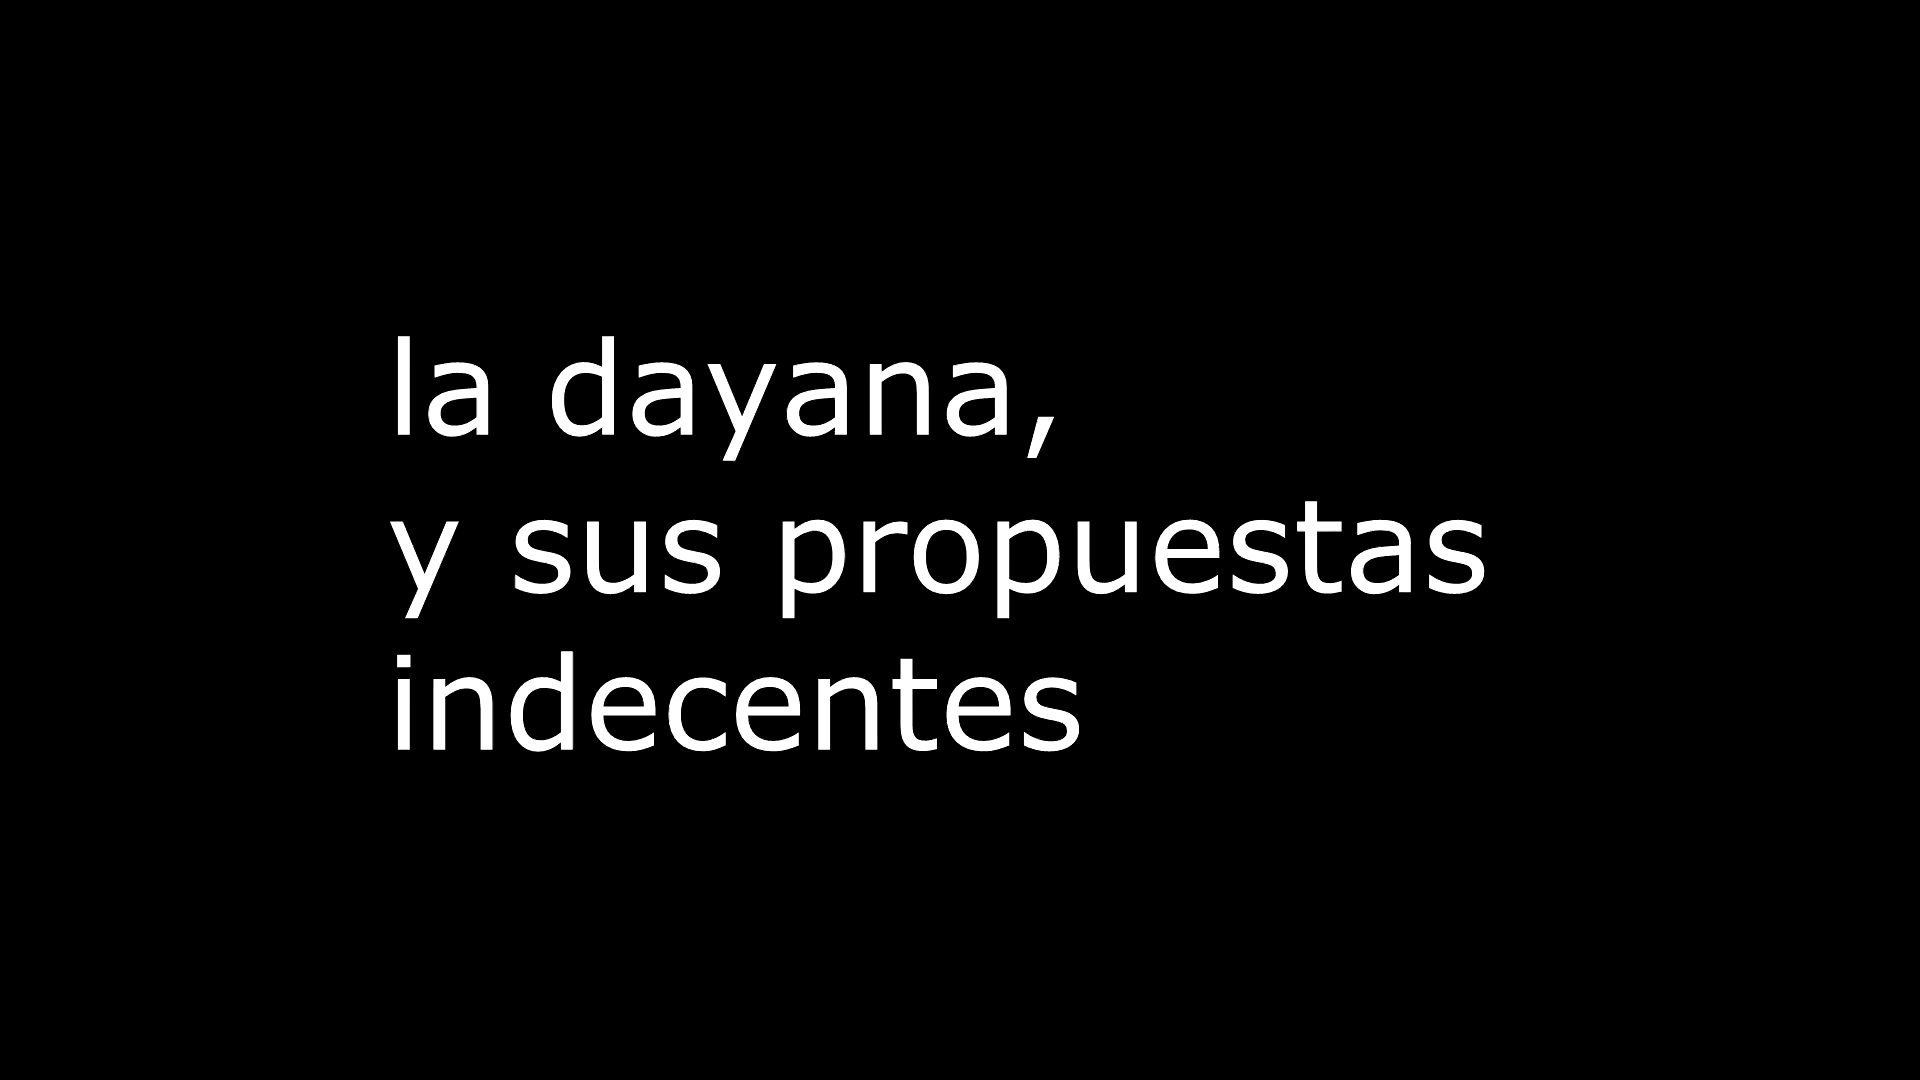 la dayana,
y sus propuestas
indecentes